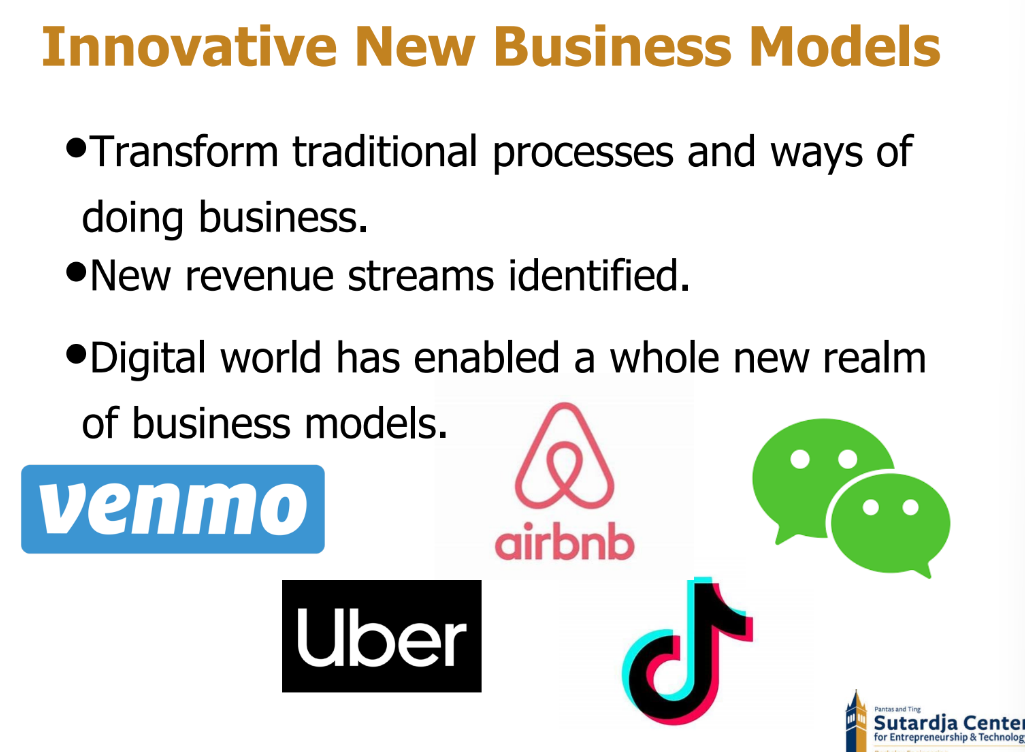 Innovative New Business Models
•Transform traditional processes and ways of
doing business.
•New revenue streams identified.
•Digital world has enabled a whole new realm
of business models.
venmo
airbnb
Uber
Pantas and Ting
Sutardja Center
for Entrepreneurship & Technology